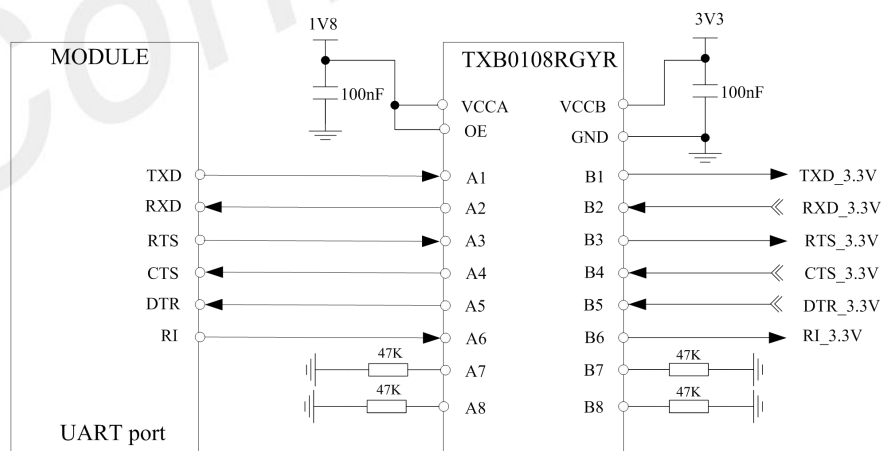 1V8
3V3
MODULE
TXB0108RGYR
100nF
100nF
VCCA
VCCB
OE
GND
TXD
A1
B1
TXD_3.3V
RXD
A2
B2
RXD_3.3V
RTS
A3
B3
RTS_3.3V
CTS
A4
B4
CTS_3.3V
DTR
A5
B5
DTR_3.3V
RI
A6
B6
RI_3.3V
47K
A7
B7
47K
47K
A8
B8
47K
UART port